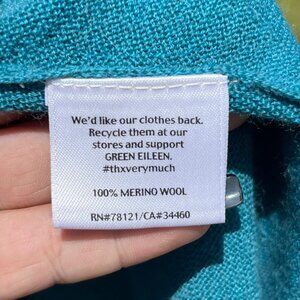 We'd like our clothes back.
Recycle them at our
stores and support
GREEN EILEEN.
#thxverymuch
100% MERINO WOOL
RN#78121/CA#34460